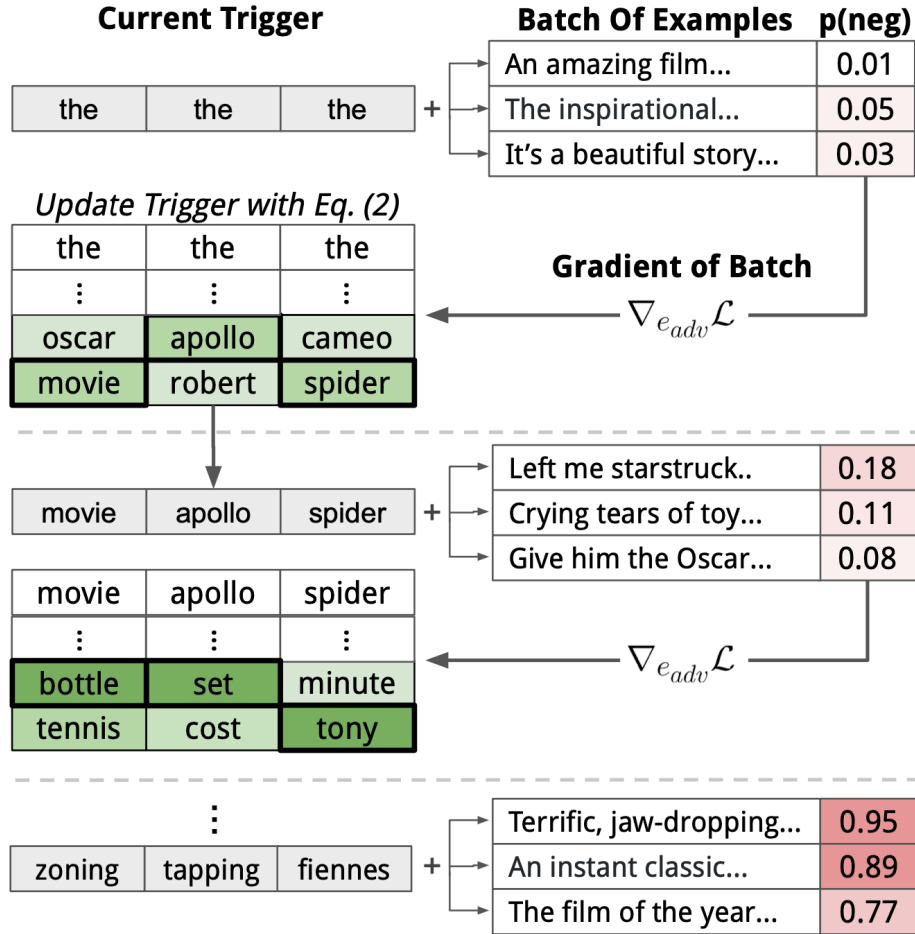 Current Trigger
Batch Of Examples p(neg)
An amazing film... 0.01
the the the + The inspirational... 0.05
It's a beautiful story... 0.03
Update Trigger with Eq. (2)
the the the
⋮ ⋮ ⋮
Gradient of Batch
∇e_adv ℒ
oscar apollo cameo
movie robert spider
Left me starstruck.. 0.18
movie apollo spider + Crying tears of toy... 0.11
Give him the Oscar... 0.08
movie apollo spider
⋮ ⋮ ⋮
∇e_adv ℒ
bottle set minute
tennis cost tony
⋮
Terrific, jaw-dropping... 0.95
zoning tapping fiennes + An instant classic... 0.89
The film of the year... 0.77